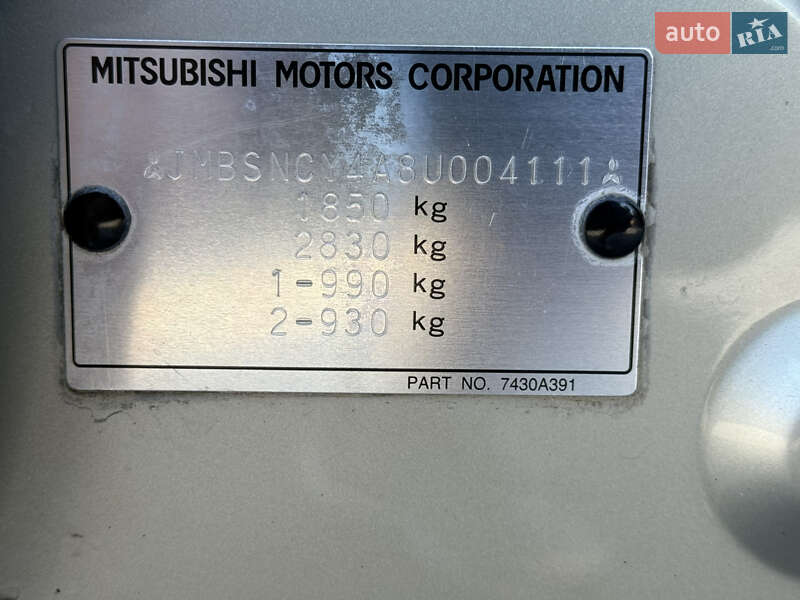 auto RIA.com
MITSUBISHI MOTORS CORPORATION
JMBSNCY4A8U004111
1850 kg
2830 kg
1-990 kg
2-930 kg
PART NO. 7430A391